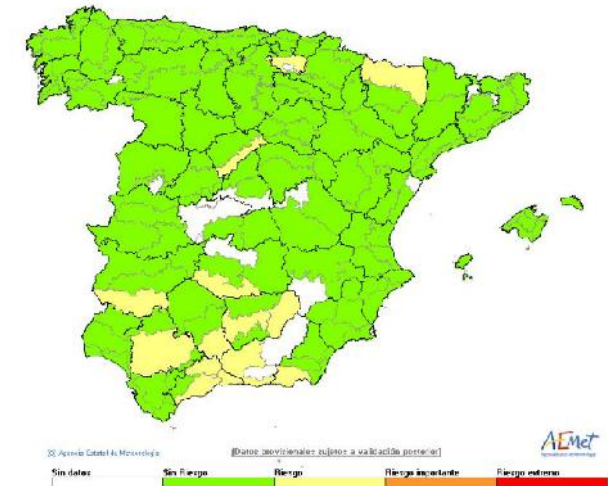 AEMet
(c) Agencia Estatal de Meteorología
[Datos provisionales sujetos a validación posterior]
Sin datos Sin Riesgo Riesgo Riesgo importante Riesgo extremo